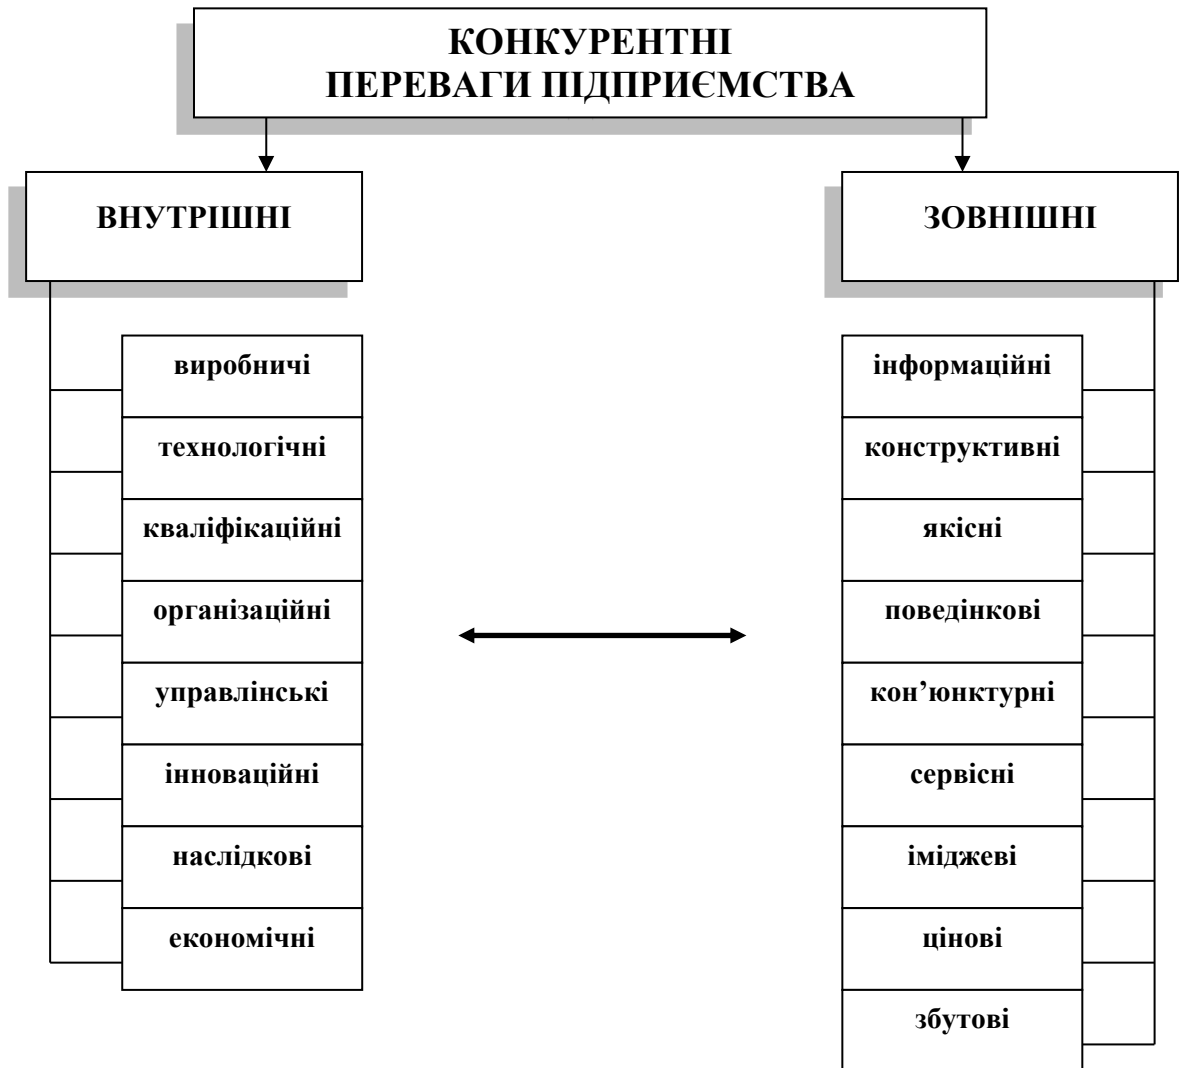 КОНКУРЕНТНІ
ПЕРЕВАГИ ПІДПРИЄМСТВА
ВНУТРІШНІ
ЗОВНІШНІ
виробничі
технологічні
кваліфікаційні
організаційні
управлінські
інноваційні
наслідкові
економічні
інформаційні
конструктивні
якісні
поведінкові
кон’юнктурні
сервісні
іміджеві
цінові
збутові